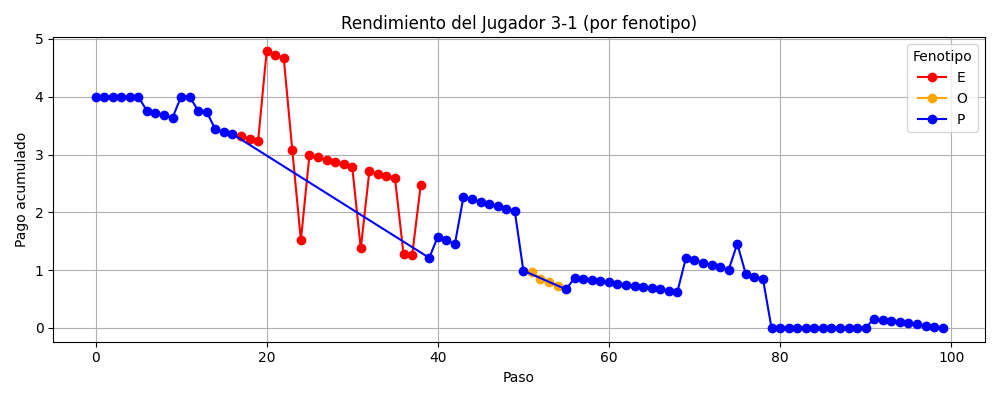 Rendimiento del Jugador 3-1 (por fenotipo)
Pago acumulado
5
4
3
2
1
0
Fenotipo
E
O
P
0 20 40 60 80 100
Paso